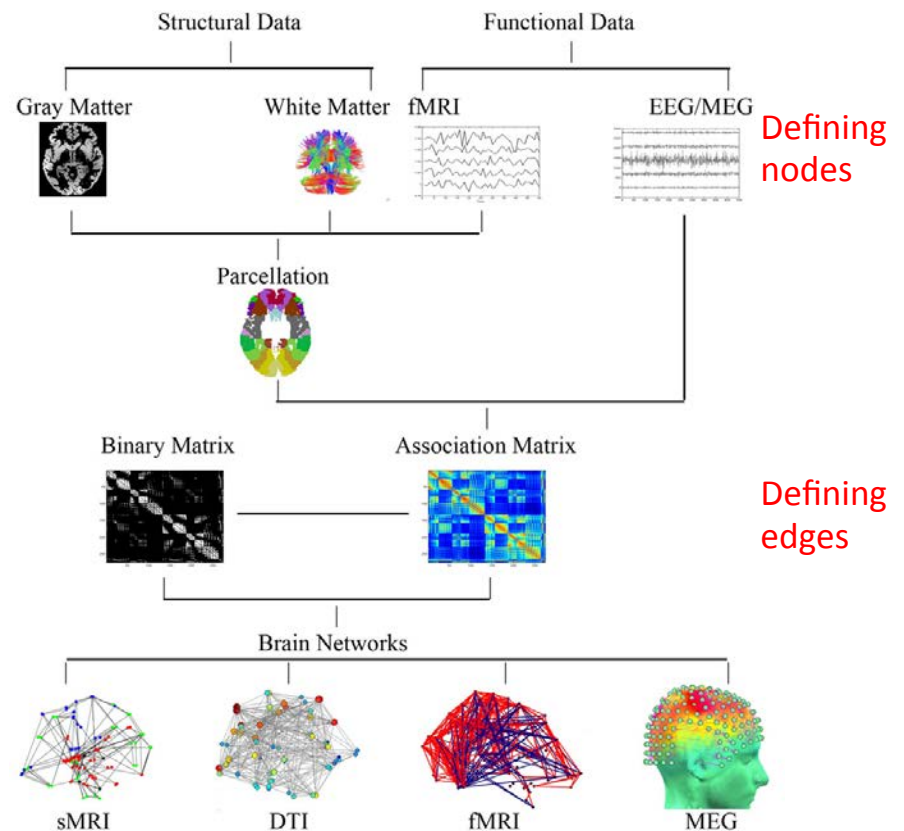 Structural Data
Functional Data
Gray Matter
White Matter
fMRI
EEG/MEG
Defining
nodes
Parcellation
Binary Matrix
Association Matrix
Defining
edges
Brain Networks
sMRI
DTI
fMRI
MEG